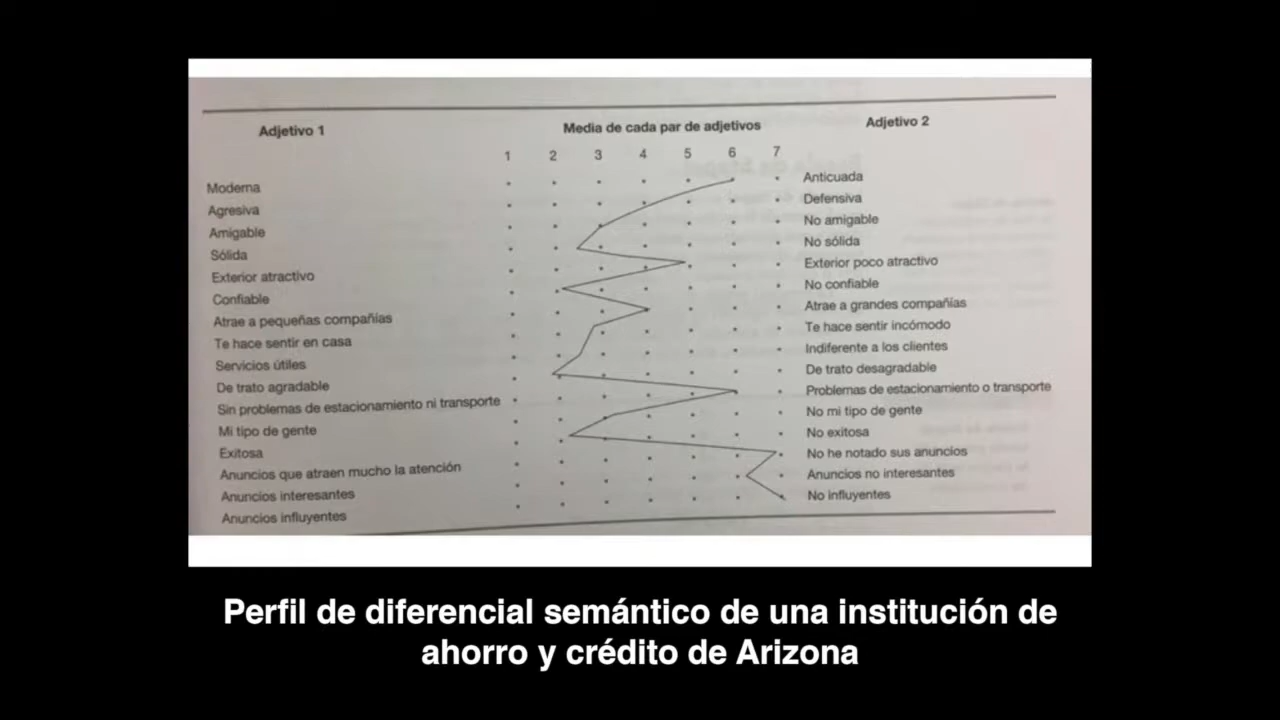 Adjetivo 1 Media de cada par de adjetivos Adjetivo 2
1 2 3 4 5 6 7
Moderna Anticuada
Agresiva Defensiva
Amigable No amigable
Sólida No sólida
Exterior atractivo Exterior poco atractivo
Confiable No confiable
Atrae a pequeñas compañías Atrae a grandes compañías
Te hace sentir en casa Te hace sentir incómodo
Servicios útiles Indiferente a los clientes
De trato agradable De trato desagradable
Sin problemas de estacionamiento ni transporte Problemas de estacionamiento o transporte
Mi tipo de gente No mi tipo de gente
Exitosa No exitosa
Anuncios que atraen mucho la atención No he notado sus anuncios
Anuncios interesantes Anuncios no interesantes
Anuncios influyentes No influyentes
Perfil de diferencial semántico de una institución de
ahorro y crédito de Arizona